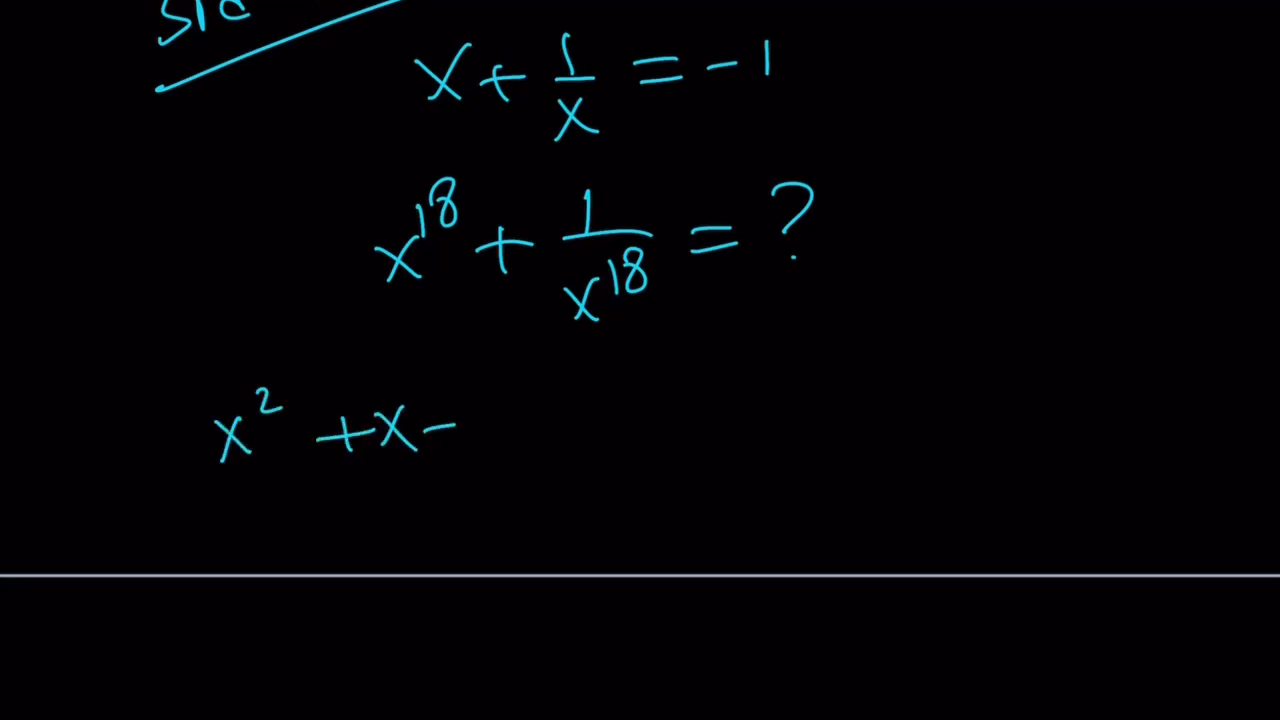 x + 1/x = -1
x^18 + 1/x^18 = ?
x^2 + x -